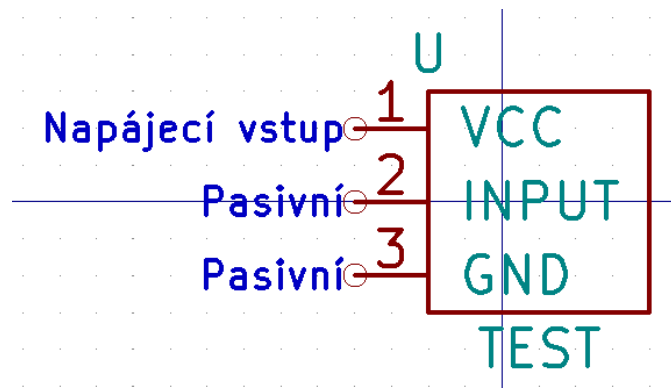 U
Napájecí vstup 1 VCC
Pasivní 2 INPUT
Pasivní 3 GND
TEST